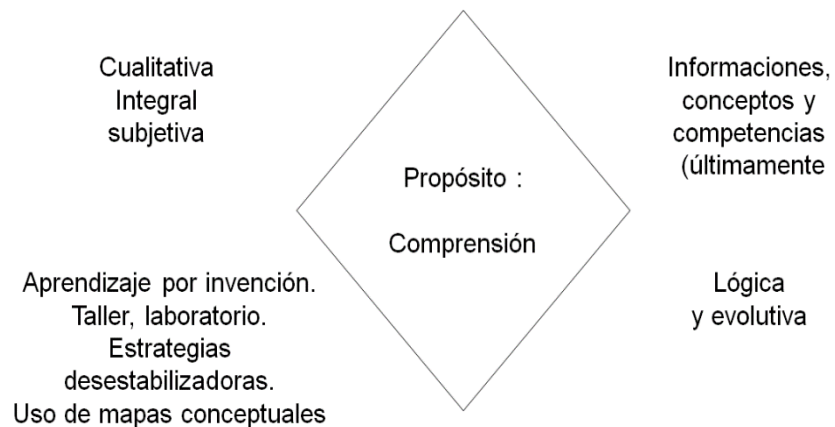 Cualitativa
Integral
subjetiva
Informaciones,
conceptos y
competencias
(últimamente
Propósito :
Comprensión
Aprendizaje por invención.
Taller, laboratorio.
Estrategias
desestabilizadoras.
Uso de mapas conceptuales
Lógica
y evolutiva